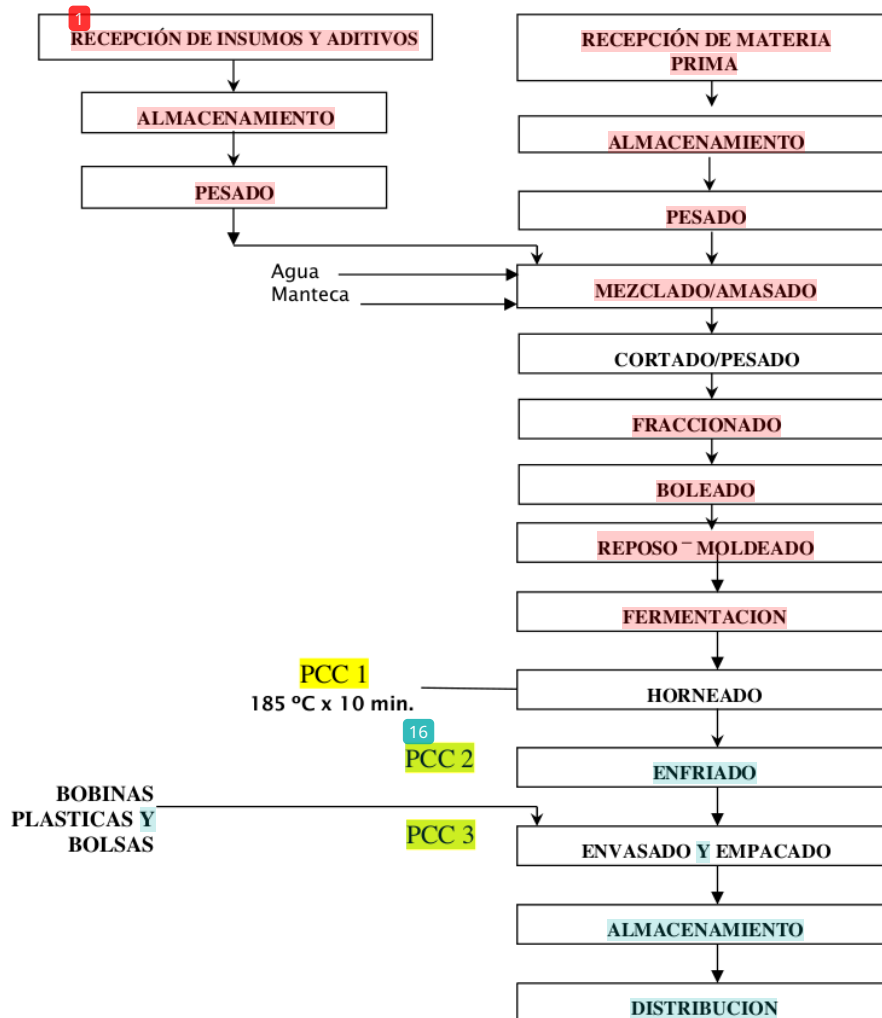 1
RECEPCIÓN DE INSUMOS Y ADITIVOS
ALMACENAMIENTO
PESADO
RECEPCIÓN DE MATERIA
PRIMA
ALMACENAMIENTO
PESADO
Agua
Manteca
MEZCLADO/AMASADO
CORTADO/PESADO
FRACCIONADO
BOLEADO
REPOSO – MOLDEADO
FERMENTACION
PCC 1
185 ºC x 10 min.
HORNEADO
16
PCC 2
ENFRIADO
BOBINAS
PLASTICAS Y
BOLSAS
PCC 3
ENVASADO Y EMPACADO
ALMACENAMIENTO
DISTRIBUCION